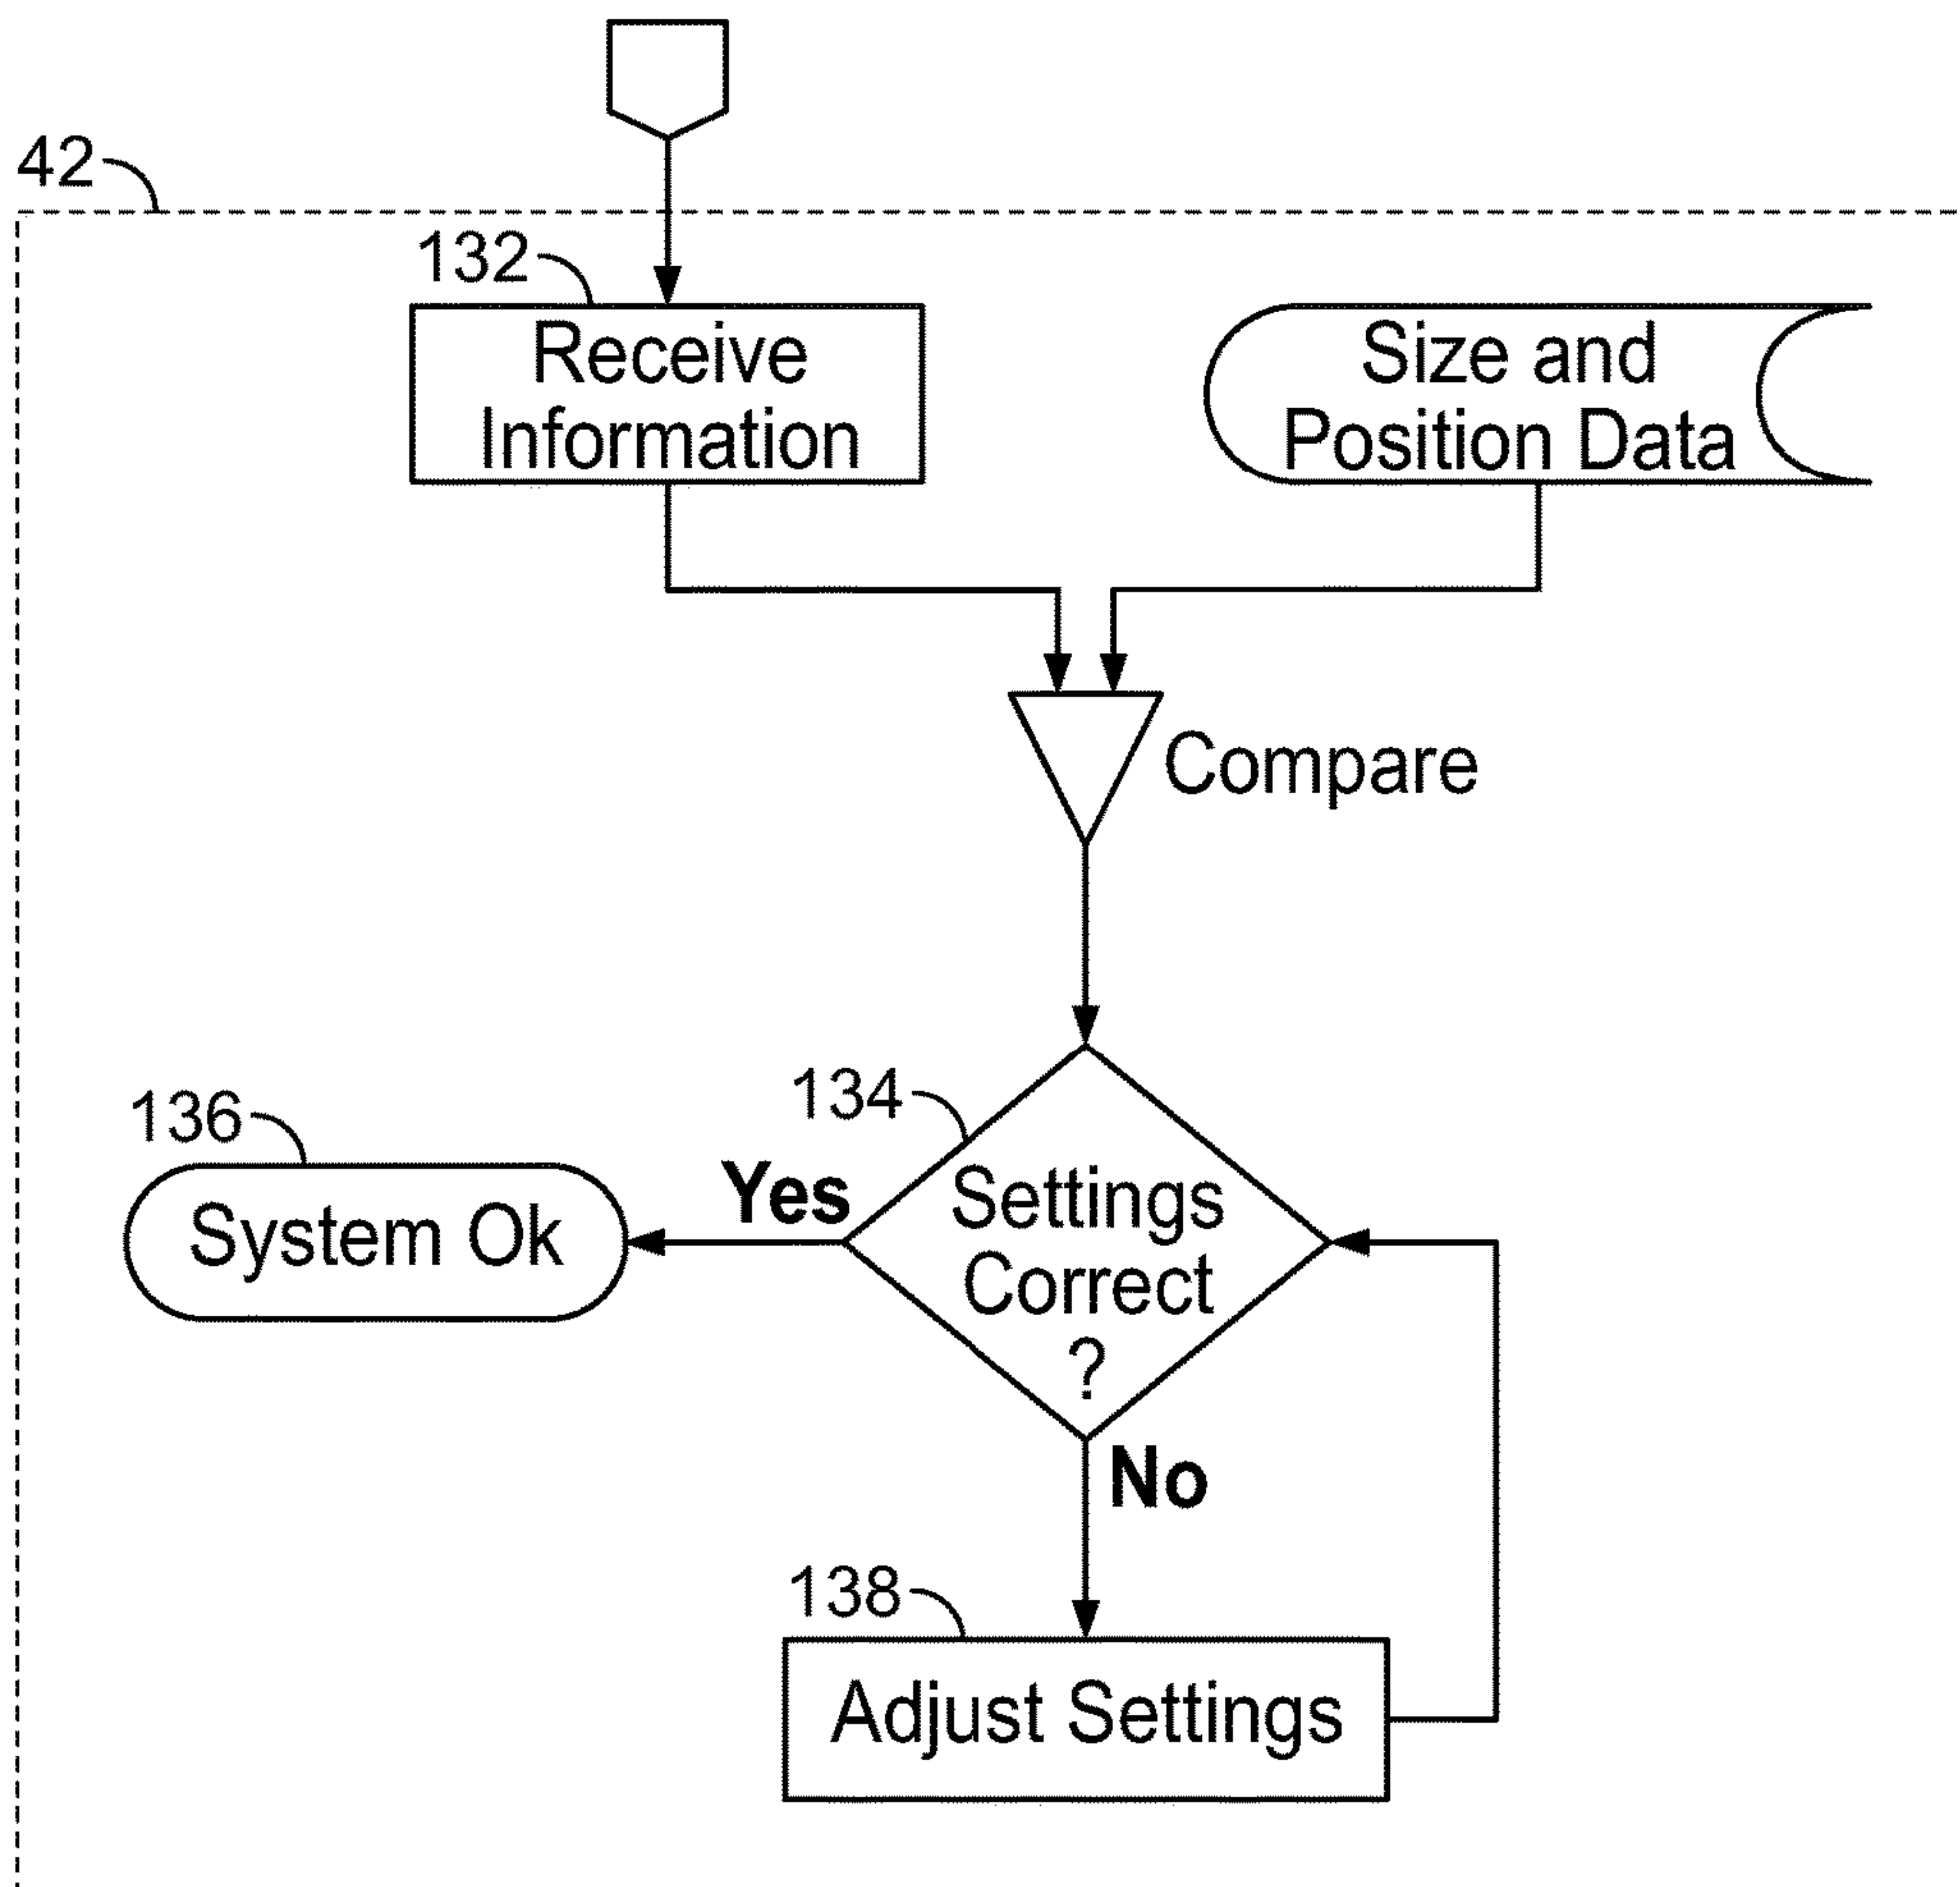 42
132
Receive
Information
Size and
Position Data
Compare
134
136
Yes
Settings
Correct
?
System Ok
No
138
Adjust Settings